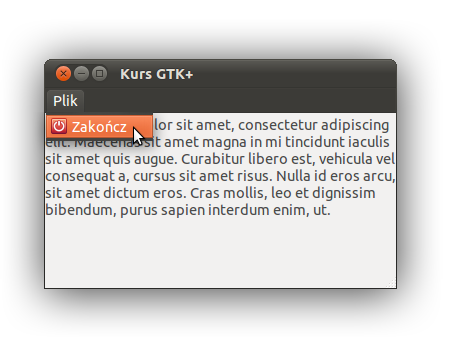 Kurs GTK+
Plik
Zakończ
lor sit amet, consectetur adipiscing
elit. Maecenas sit amet magna in mi tincidunt iaculis
sit amet quis augue. Curabitur libero est, vehicula vel
consequat a, cursus sit amet risus. Nulla id eros arcu,
sit amet dictum eros. Cras mollis, leo et dignissim
bibendum, purus sapien interdum enim, ut.